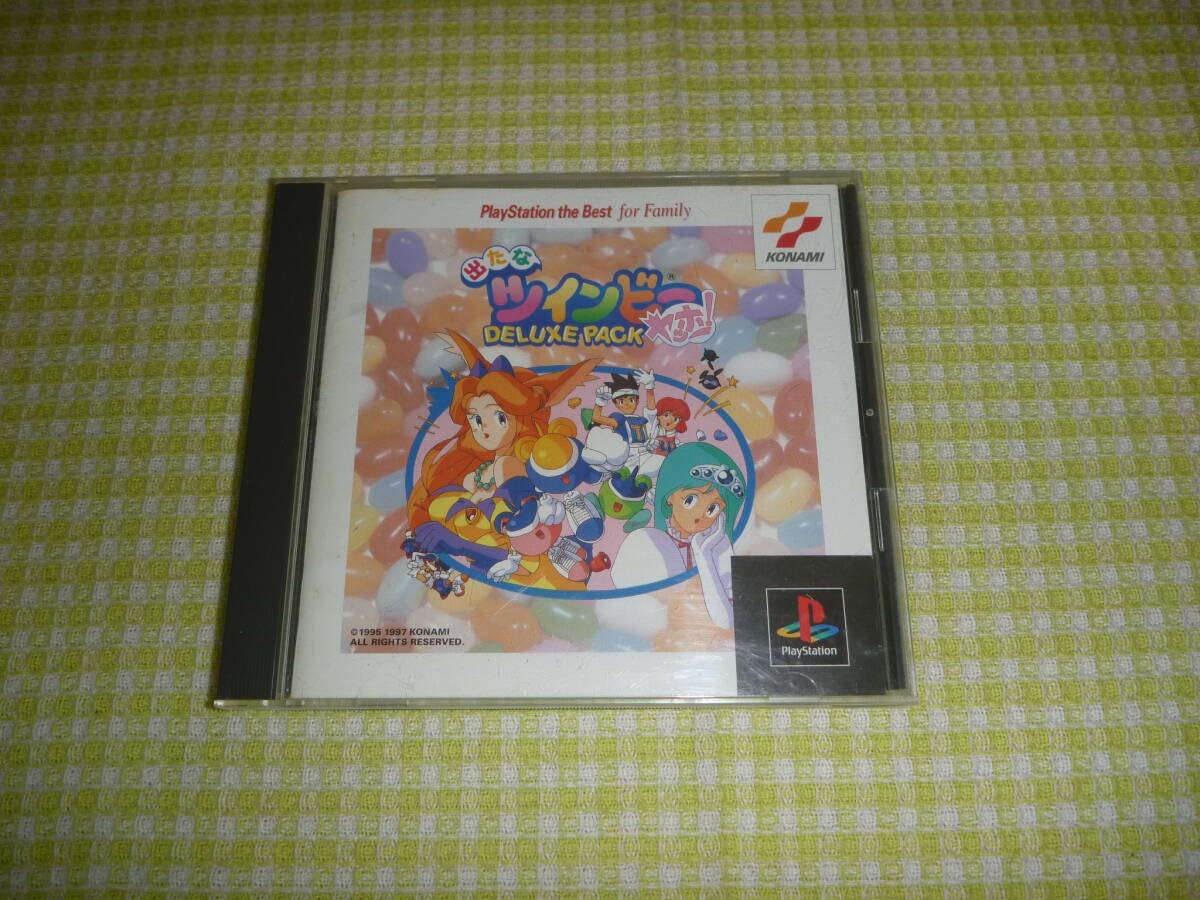 PlayStation the Best for Family
KONAMI
出たな
ツインビー®
ヤッホー!
DELUXE PACK
©1995 1997 KONAMI
ALL RIGHTS RESERVED.
PlayStation